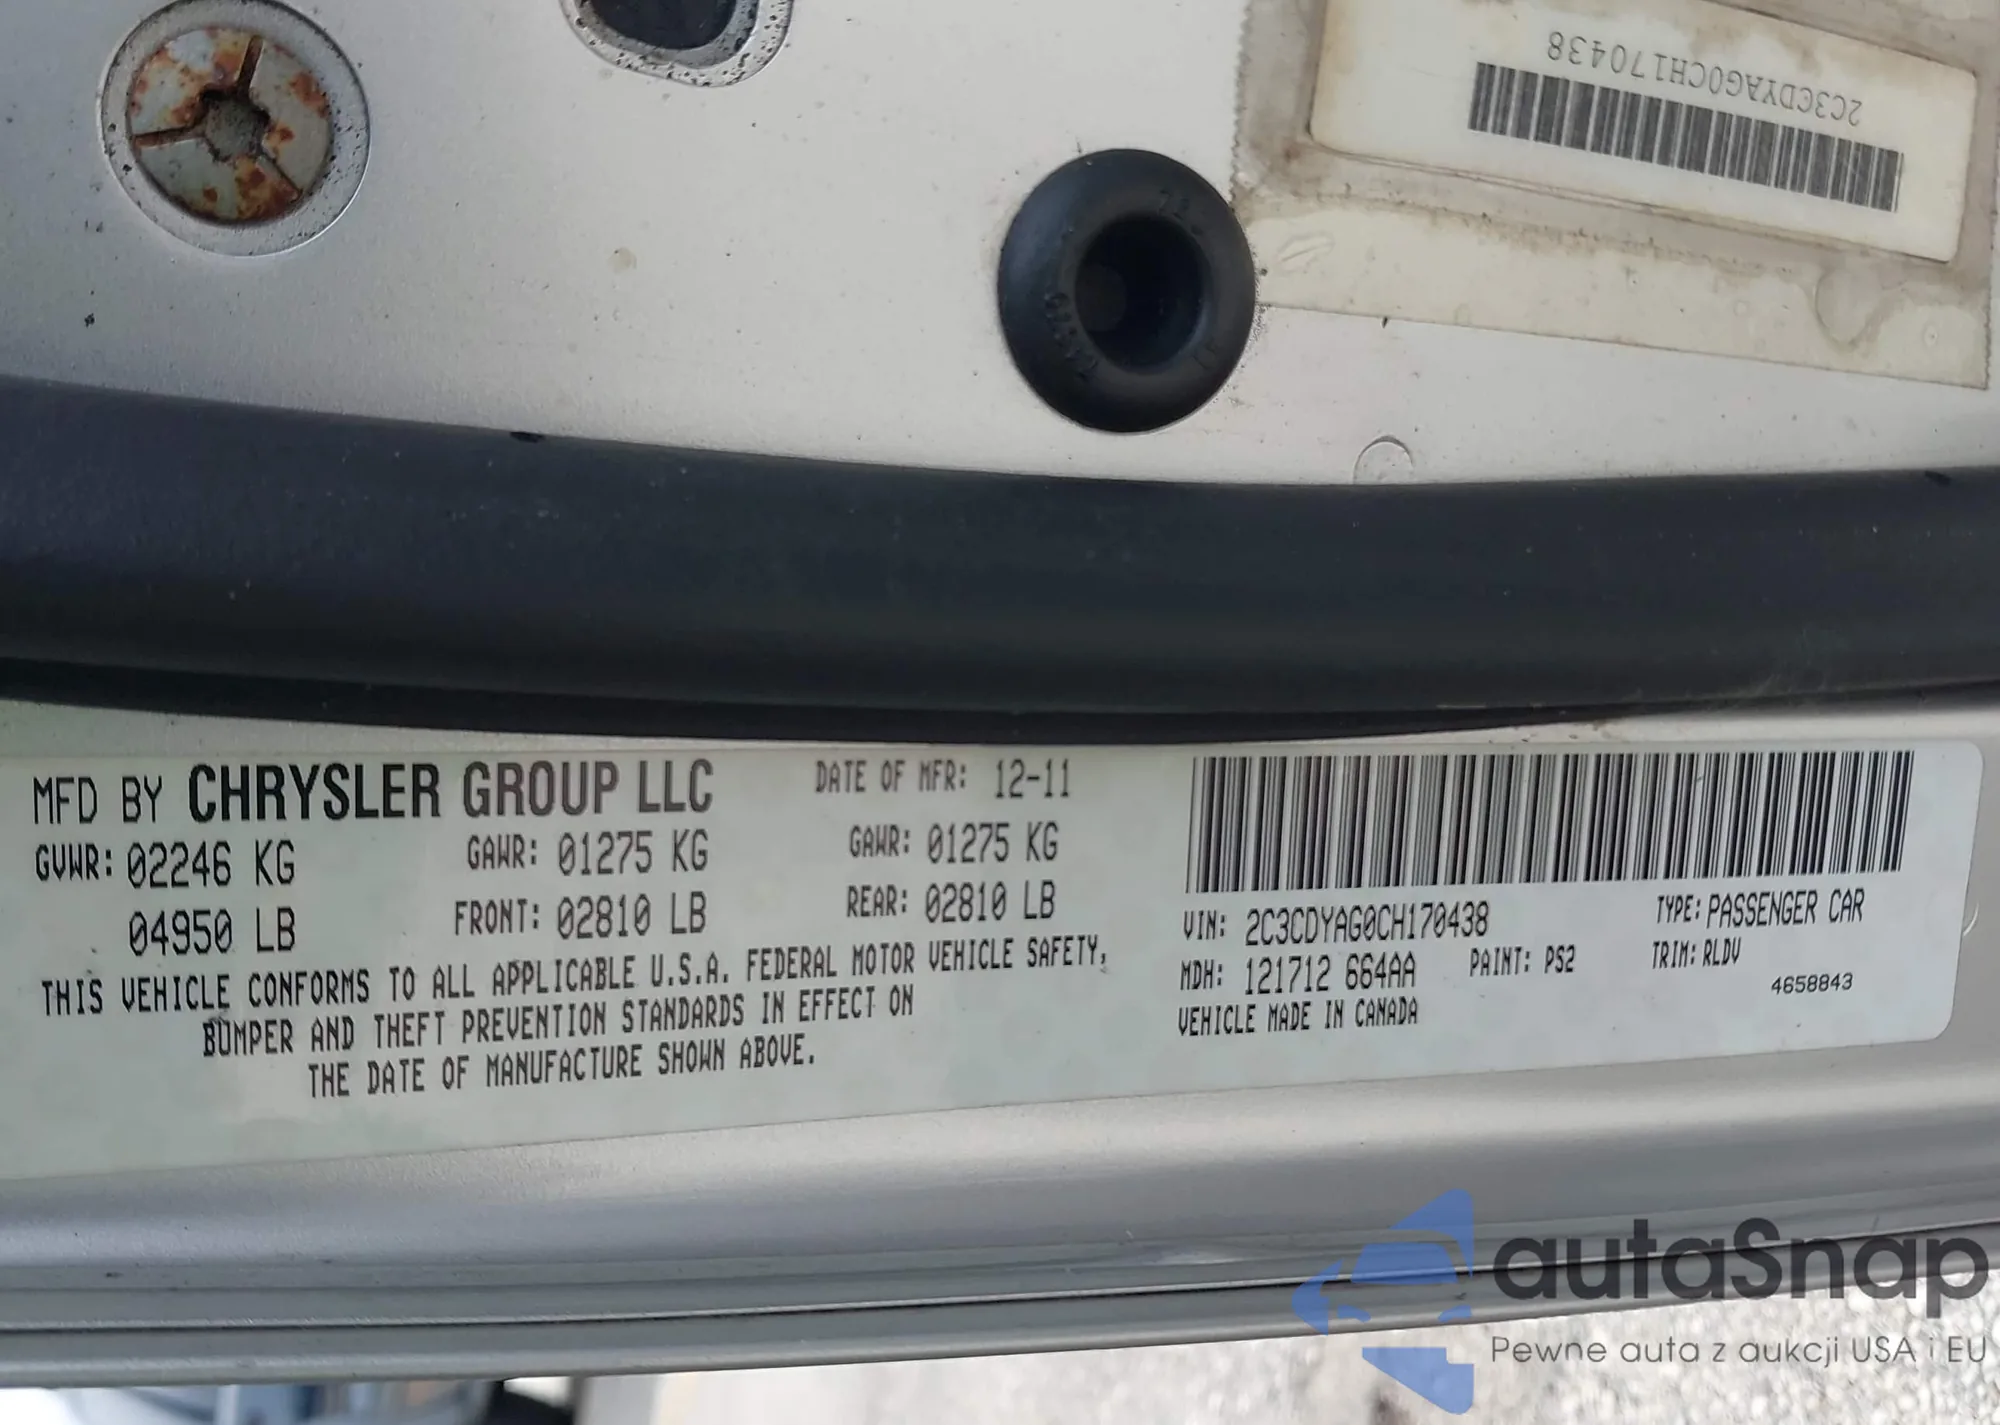 2C3CDYAG0CH170438
MFD BY CHRYSLER GROUP LLC
DATE OF MFR: 12-11
GVWR: 02246 KG
04950 LB
GAWR: 01275 KG
FRONT: 02810 LB
GAWR: 01275 KG
REAR: 02810 LB
THIS VEHICLE CONFORMS TO ALL APPLICABLE U.S.A. FEDERAL MOTOR VEHICLE SAFETY,
BUMPER AND THEFT PREVENTION STANDARDS IN EFFECT ON
THE DATE OF MANUFACTURE SHOWN ABOVE.
VIN: 2C3CDYAG0CH170438
TYPE: PASSENGER CAR
MDH: 121712 664AA
PAINT: PS2
TRIM: RLDV
VEHICLE MADE IN CANADA
4658843
autaSnap
Pewne auta z aukcji USA i EU